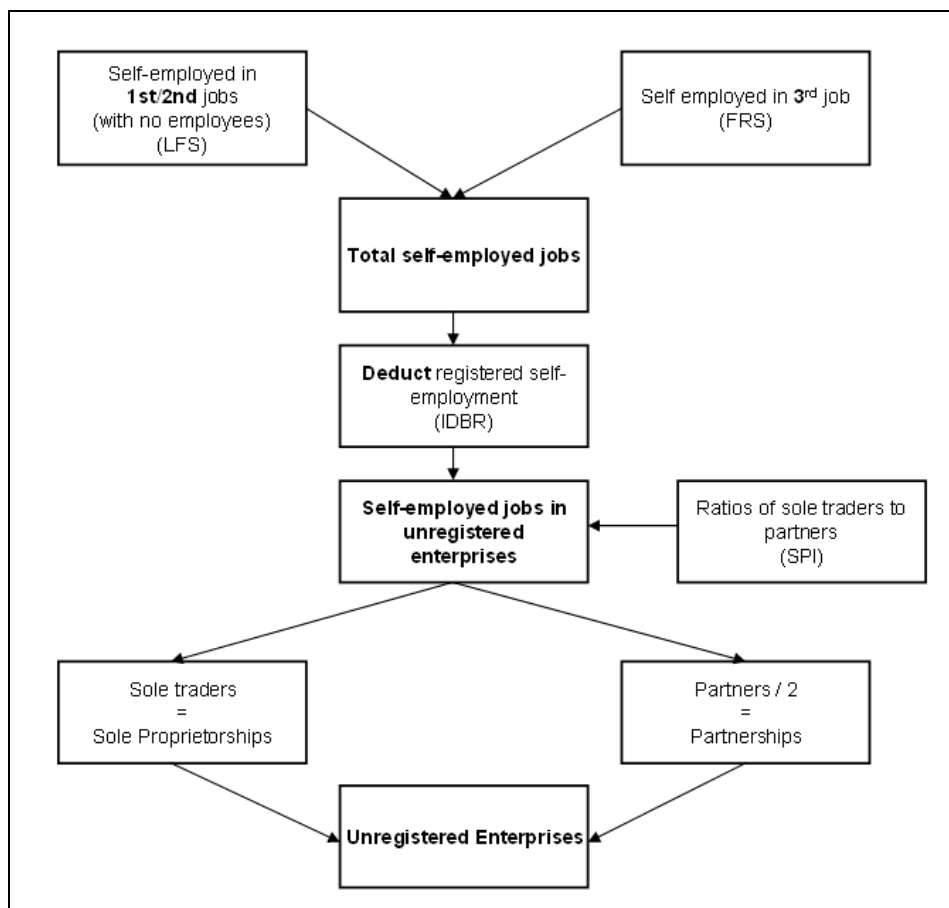 Self-employed in
1st/2nd jobs
(with no employees)
(LFS)
Self employed in 3rd job
(FRS)
Total self-employed jobs
Deduct registered self-
employment
(IDBR)
Self-employed jobs in
unregistered
enterprises
Ratios of sole traders to
partners
(SPI)
Sole traders
=
Sole Proprietorships
Partners / 2
=
Partnerships
Unregistered Enterprises